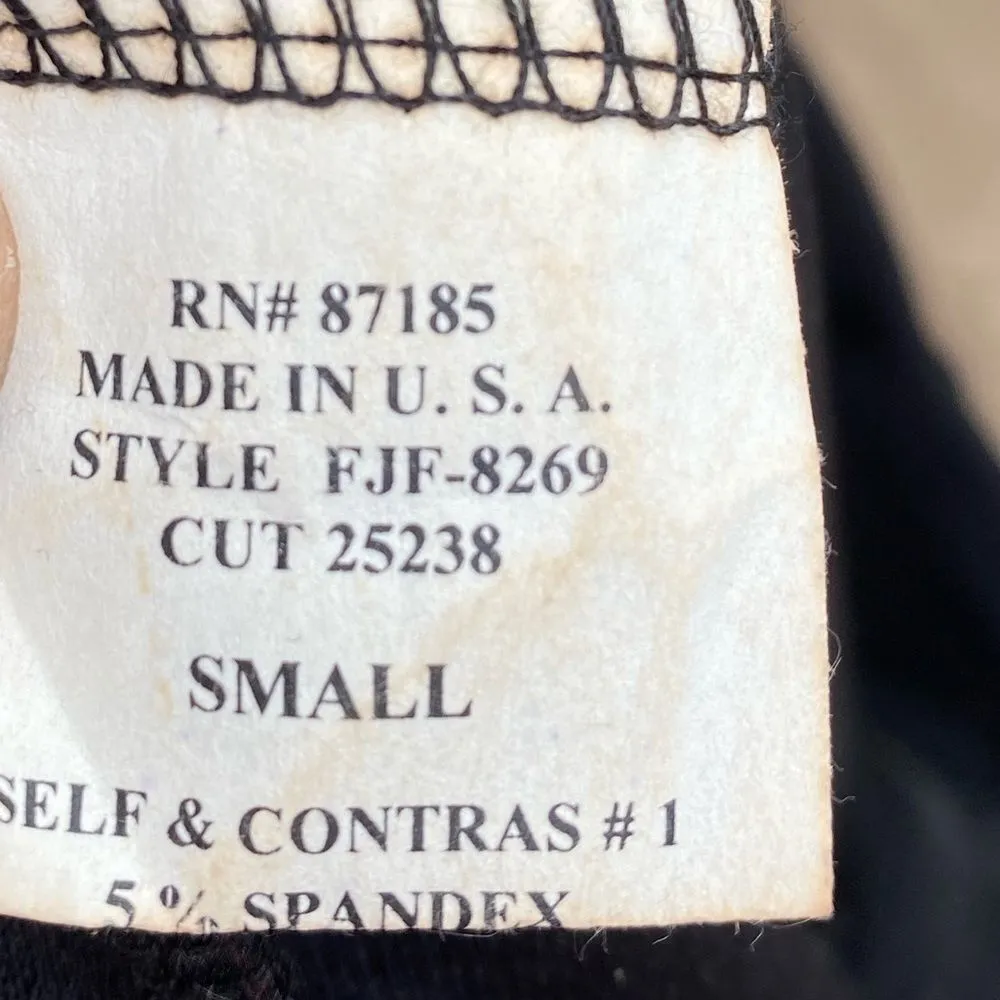 RN# 87185
MADE IN U. S. A.
STYLE FJF-8269
CUT 25238
SMALL
SELF & CONTRAS # 1
5 % SPANDEX